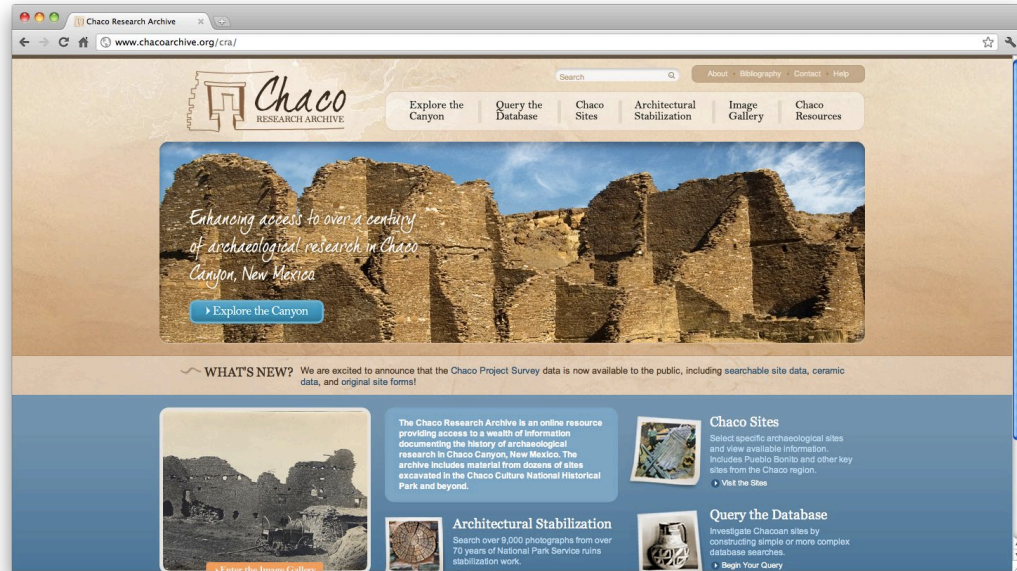 Chaco Research Archive
www.chacoarchive.org/cra/
Chaco
RESEARCH ARCHIVE
Search
About
Bibliography
Contact
Help
Explore the
Canyon
Query the
Database
Chaco
Sites
Architectural
Stabilization
Image
Gallery
Chaco
Resources
Enhancing access to over a century
of archaeological research in Chaco
Canyon, New Mexico
Explore the Canyon
WHAT'S NEW?
We are excited to announce that the Chaco Project Survey data is now available to the public, including searchable site data, ceramic
data, and original site forms!
Enter the Image Gallery
The Chaco Research Archive is an online resource
providing access to a wealth of information
documenting the history of archaeological
research in Chaco Canyon, New Mexico. The
archive includes material from dozens of sites
excavated in the Chaco Culture National Historical
Park and beyond.
Architectural Stabilization
Search over 9,000 photographs from over
70 years of National Park Service ruins
stabilization work.
Chaco Sites
Select specific archaeological sites
and view available information.
Includes Pueblo Bonito and other key
sites from the Chaco region.
Visit the Sites
Query the Database
Investigate Chacoan sites by
constructing simple or more complex
database searches.
Begin Your Query